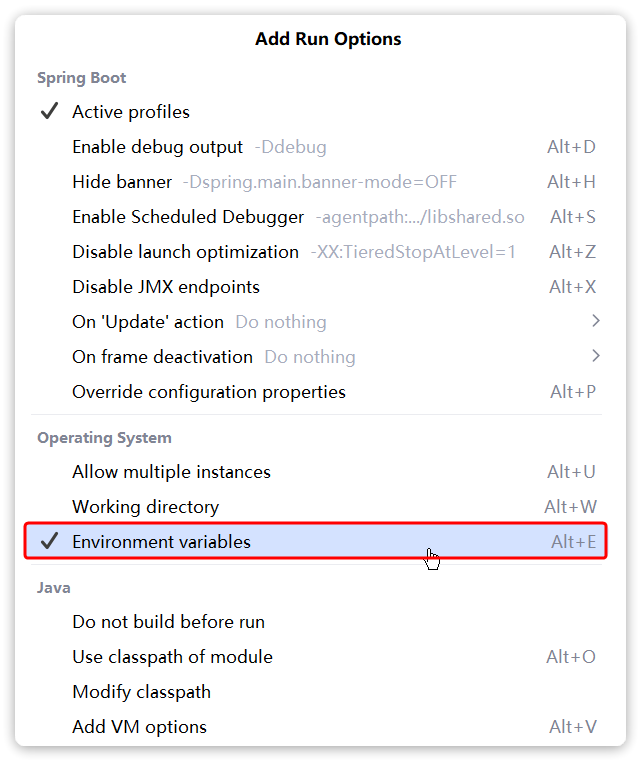 Add Run Options
Spring Boot
Active profiles
Enable debug output -Ddebug Alt+D
Hide banner -Dspring.main.banner-mode=OFF Alt+H
Enable Scheduled Debugger -agentpath:.../libshared.so Alt+S
Disable launch optimization -XX:TieredStopAtLevel=1 Alt+Z
Disable JMX endpoints Alt+X
On 'Update' action Do nothing
On frame deactivation Do nothing
Override configuration properties Alt+P
Operating System
Allow multiple instances Alt+U
Working directory Alt+W
Environment variables Alt+E
Java
Do not build before run
Use classpath of module Alt+O
Modify classpath
Add VM options Alt+V